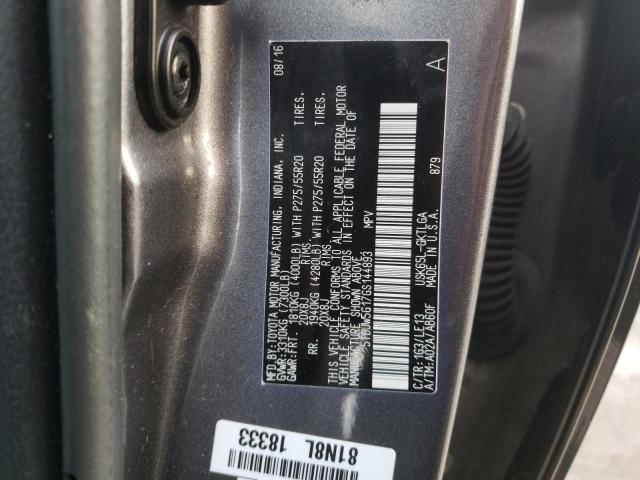 MFD.BY: TOYOTA MOTOR MANUFACTURING, INDIANA, INC. 08/16
GVWR: 3310KG (7300LB)
GAWR: FRT. 1810KG (4000LB) WITH P275/55R20 TIRES,
20X8J RIMS,
RR. 1940KG (4280LB) WITH P275/55R20 TIRES,
20X8J RIMS,
THIS VEHICLE CONFORMS TO ALL APPLICABLE FEDERAL MOTOR
VEHICLE SAFETY STANDARDS IN EFFECT ON THE DATE OF
MANUFACTURE SHOWN ABOVE.
5TDJW5G17GS144893 MPV
C/TR: 1G3/LE13 USK65L-GKTLGA
A/TM: A02A/AB60F MADE IN U.S.A. 879
A
81N8L
18333